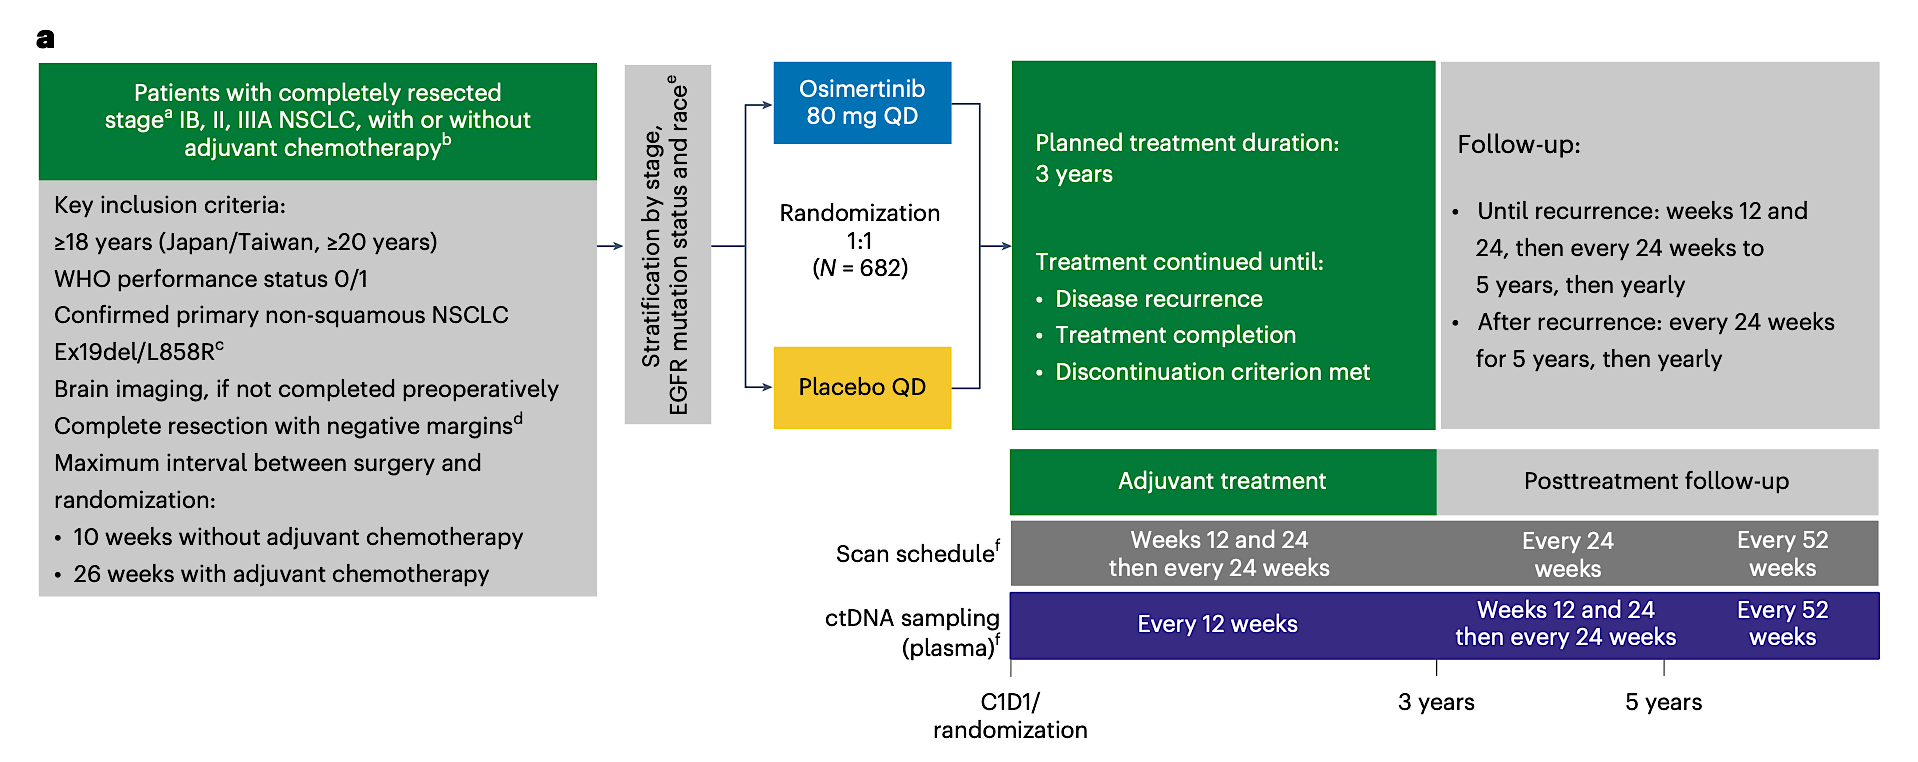 a
Patients with completely resected
stageᵃ IB, II, IIIA NSCLC, with or without
adjuvant chemotherapyᵇ
Key inclusion criteria:
≥18 years (Japan/Taiwan, ≥20 years)
WHO performance status 0/1
Confirmed primary non-squamous NSCLC
Ex19del/L858Rᶜ
Brain imaging, if not completed preoperatively
Complete resection with negative marginsᵈ
Maximum interval between surgery and
randomization:
• 10 weeks without adjuvant chemotherapy
• 26 weeks with adjuvant chemotherapy
Stratification by stage,
EGFR mutation status and raceᵉ
Osimertinib
80 mg QD
Randomization
1:1
(N = 682)
Placebo QD
Planned treatment duration:
3 years
Treatment continued until:
• Disease recurrence
• Treatment completion
• Discontinuation criterion met
Follow-up:
• Until recurrence: weeks 12 and
24, then every 24 weeks to
5 years, then yearly
• After recurrence: every 24 weeks
for 5 years, then yearly
Adjuvant treatment
Posttreatment follow-up
Scan scheduleᶠ
Weeks 12 and 24
then every 24 weeks
Every 24
weeks
Every 52
weeks
ctDNA sampling
(plasma)ᶠ
Every 12 weeks
Weeks 12 and 24
then every 24 weeks
Every 52
weeks
C1D1/
randomization
3 years
5 years